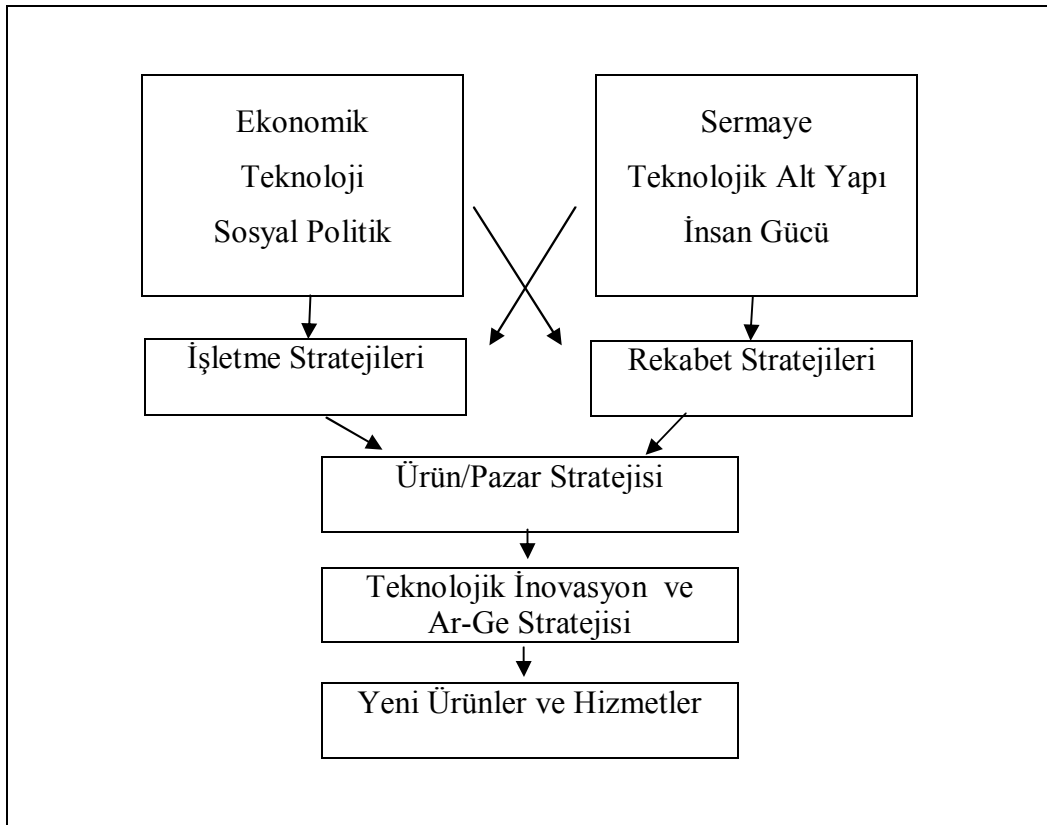 Ekonomik
Teknoloji
Sosyal Politik
Sermaye
Teknolojik Alt Yapı
İnsan Gücü
İşletme Stratejileri
Rekabet Stratejileri
Ürün/Pazar Stratejisi
Teknolojik İnovasyon ve
Ar-Ge Stratejisi
Yeni Ürünler ve Hizmetler